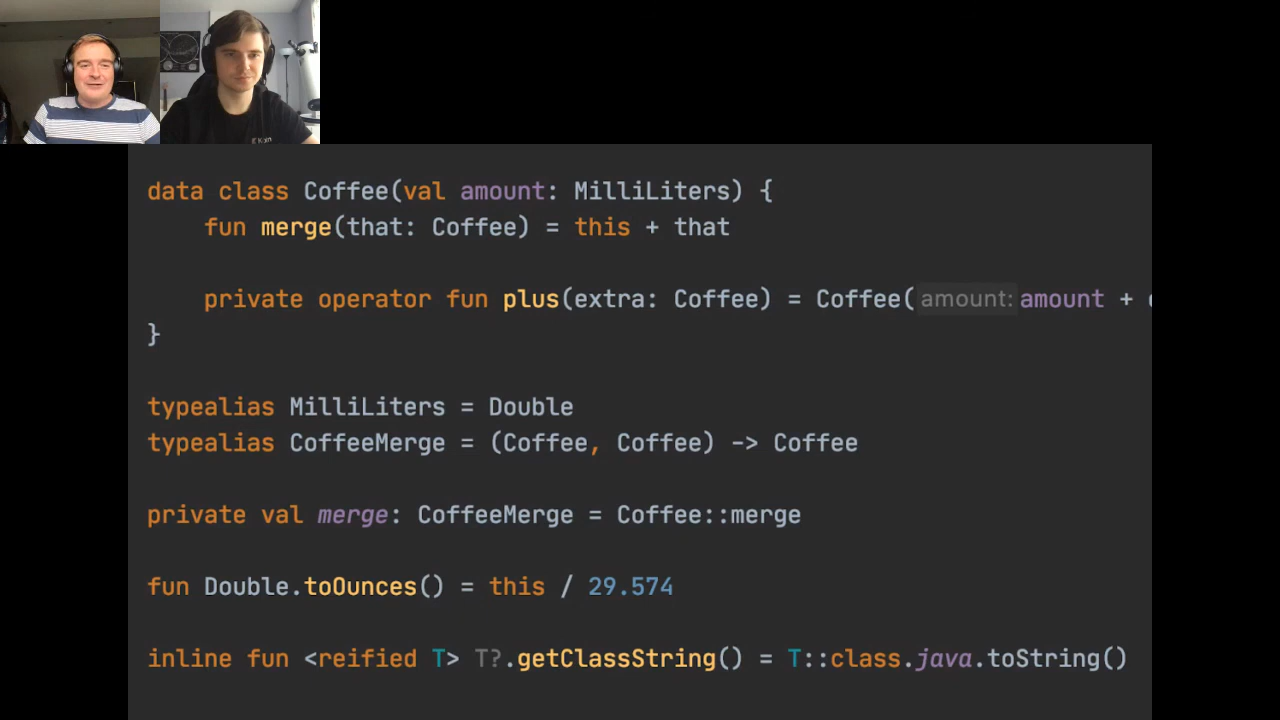 data class Coffee(val amount: MilliLiters) {
    fun merge(that: Coffee) = this + that
    private operator fun plus(extra: Coffee) = Coffee( amount: amount +
}
typealias MilliLiters = Double
typealias CoffeeMerge = (Coffee, Coffee) -> Coffee
private val merge: CoffeeMerge = Coffee::merge
fun Double.toOunces() = this / 29.574
inline fun <reified T> T?.getClassString() = T::class.java.toString()